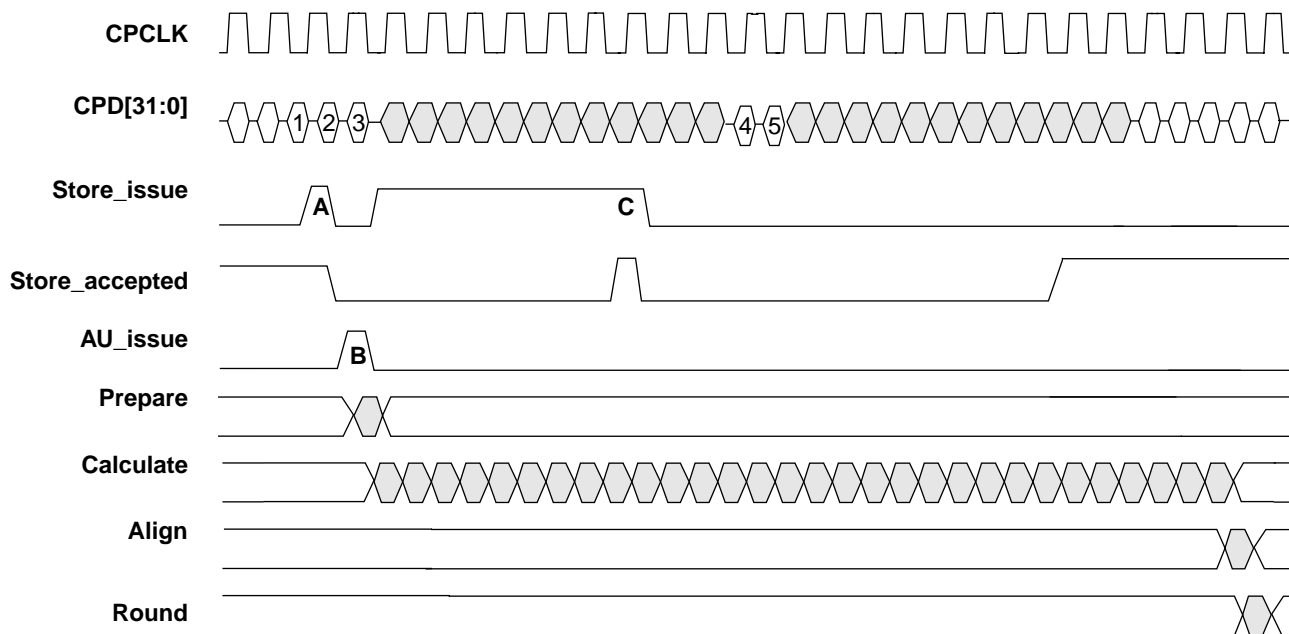 CPCLK
CPD[31:0] 1 2 3 4 5
Store_issue A C
Store_accepted
AU_issue B
Prepare
Calculate
Align
Round